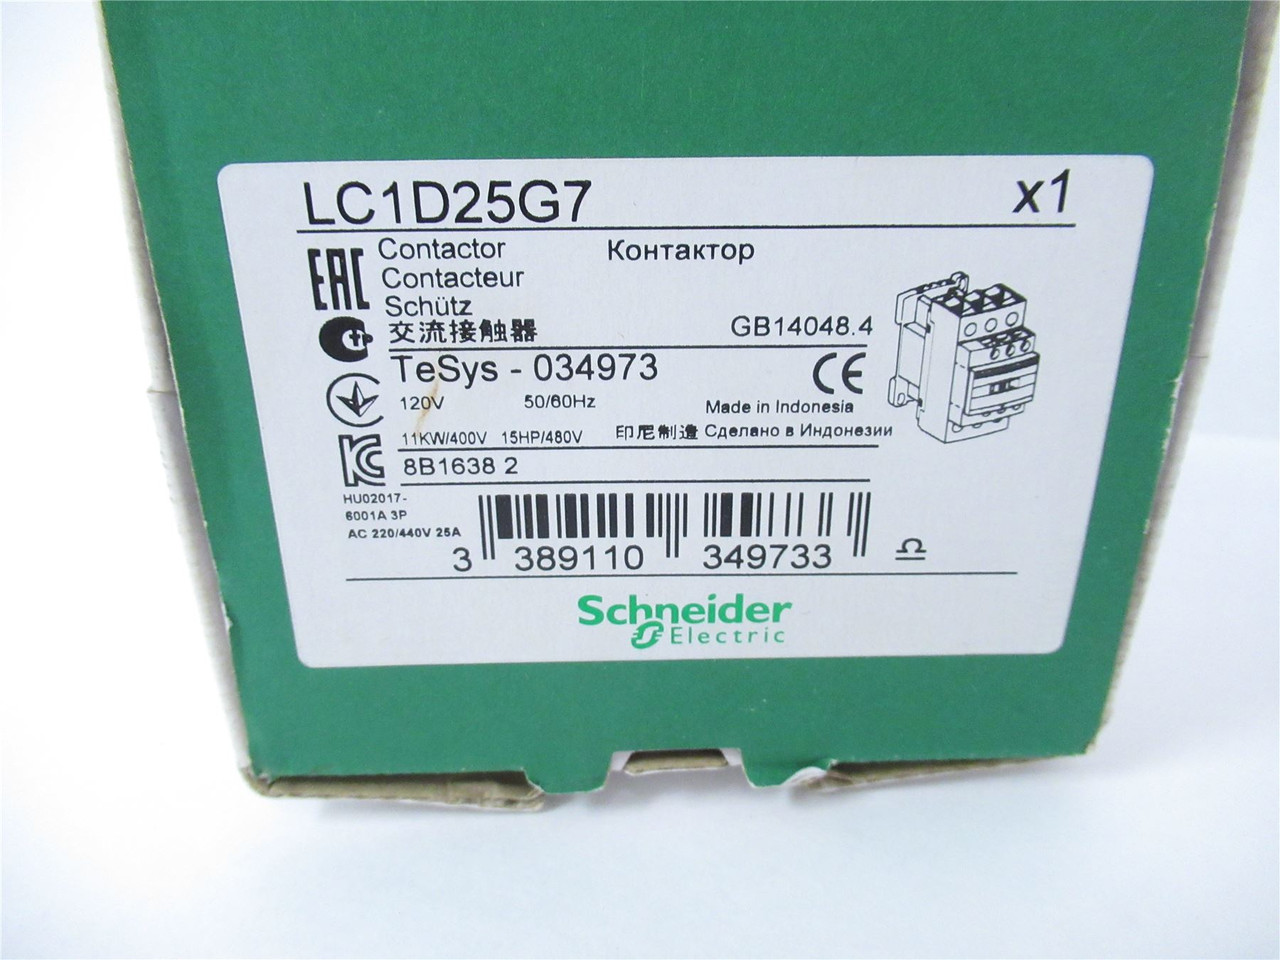 LC1D25G7 x1
EAC Contactor Контактор
Contacteur
Schütz
交流接触器 GB14048.4
TeSys - 034973 CE
120V 50/60Hz Made in Indonesia
11KW/400V 15HP/480V 印尼制造 Сделано в Индонезии
8B1638 2
HU02017-
6001A 3P
AC 220/440V 25A
3 389110 349733
Schneider
Electric